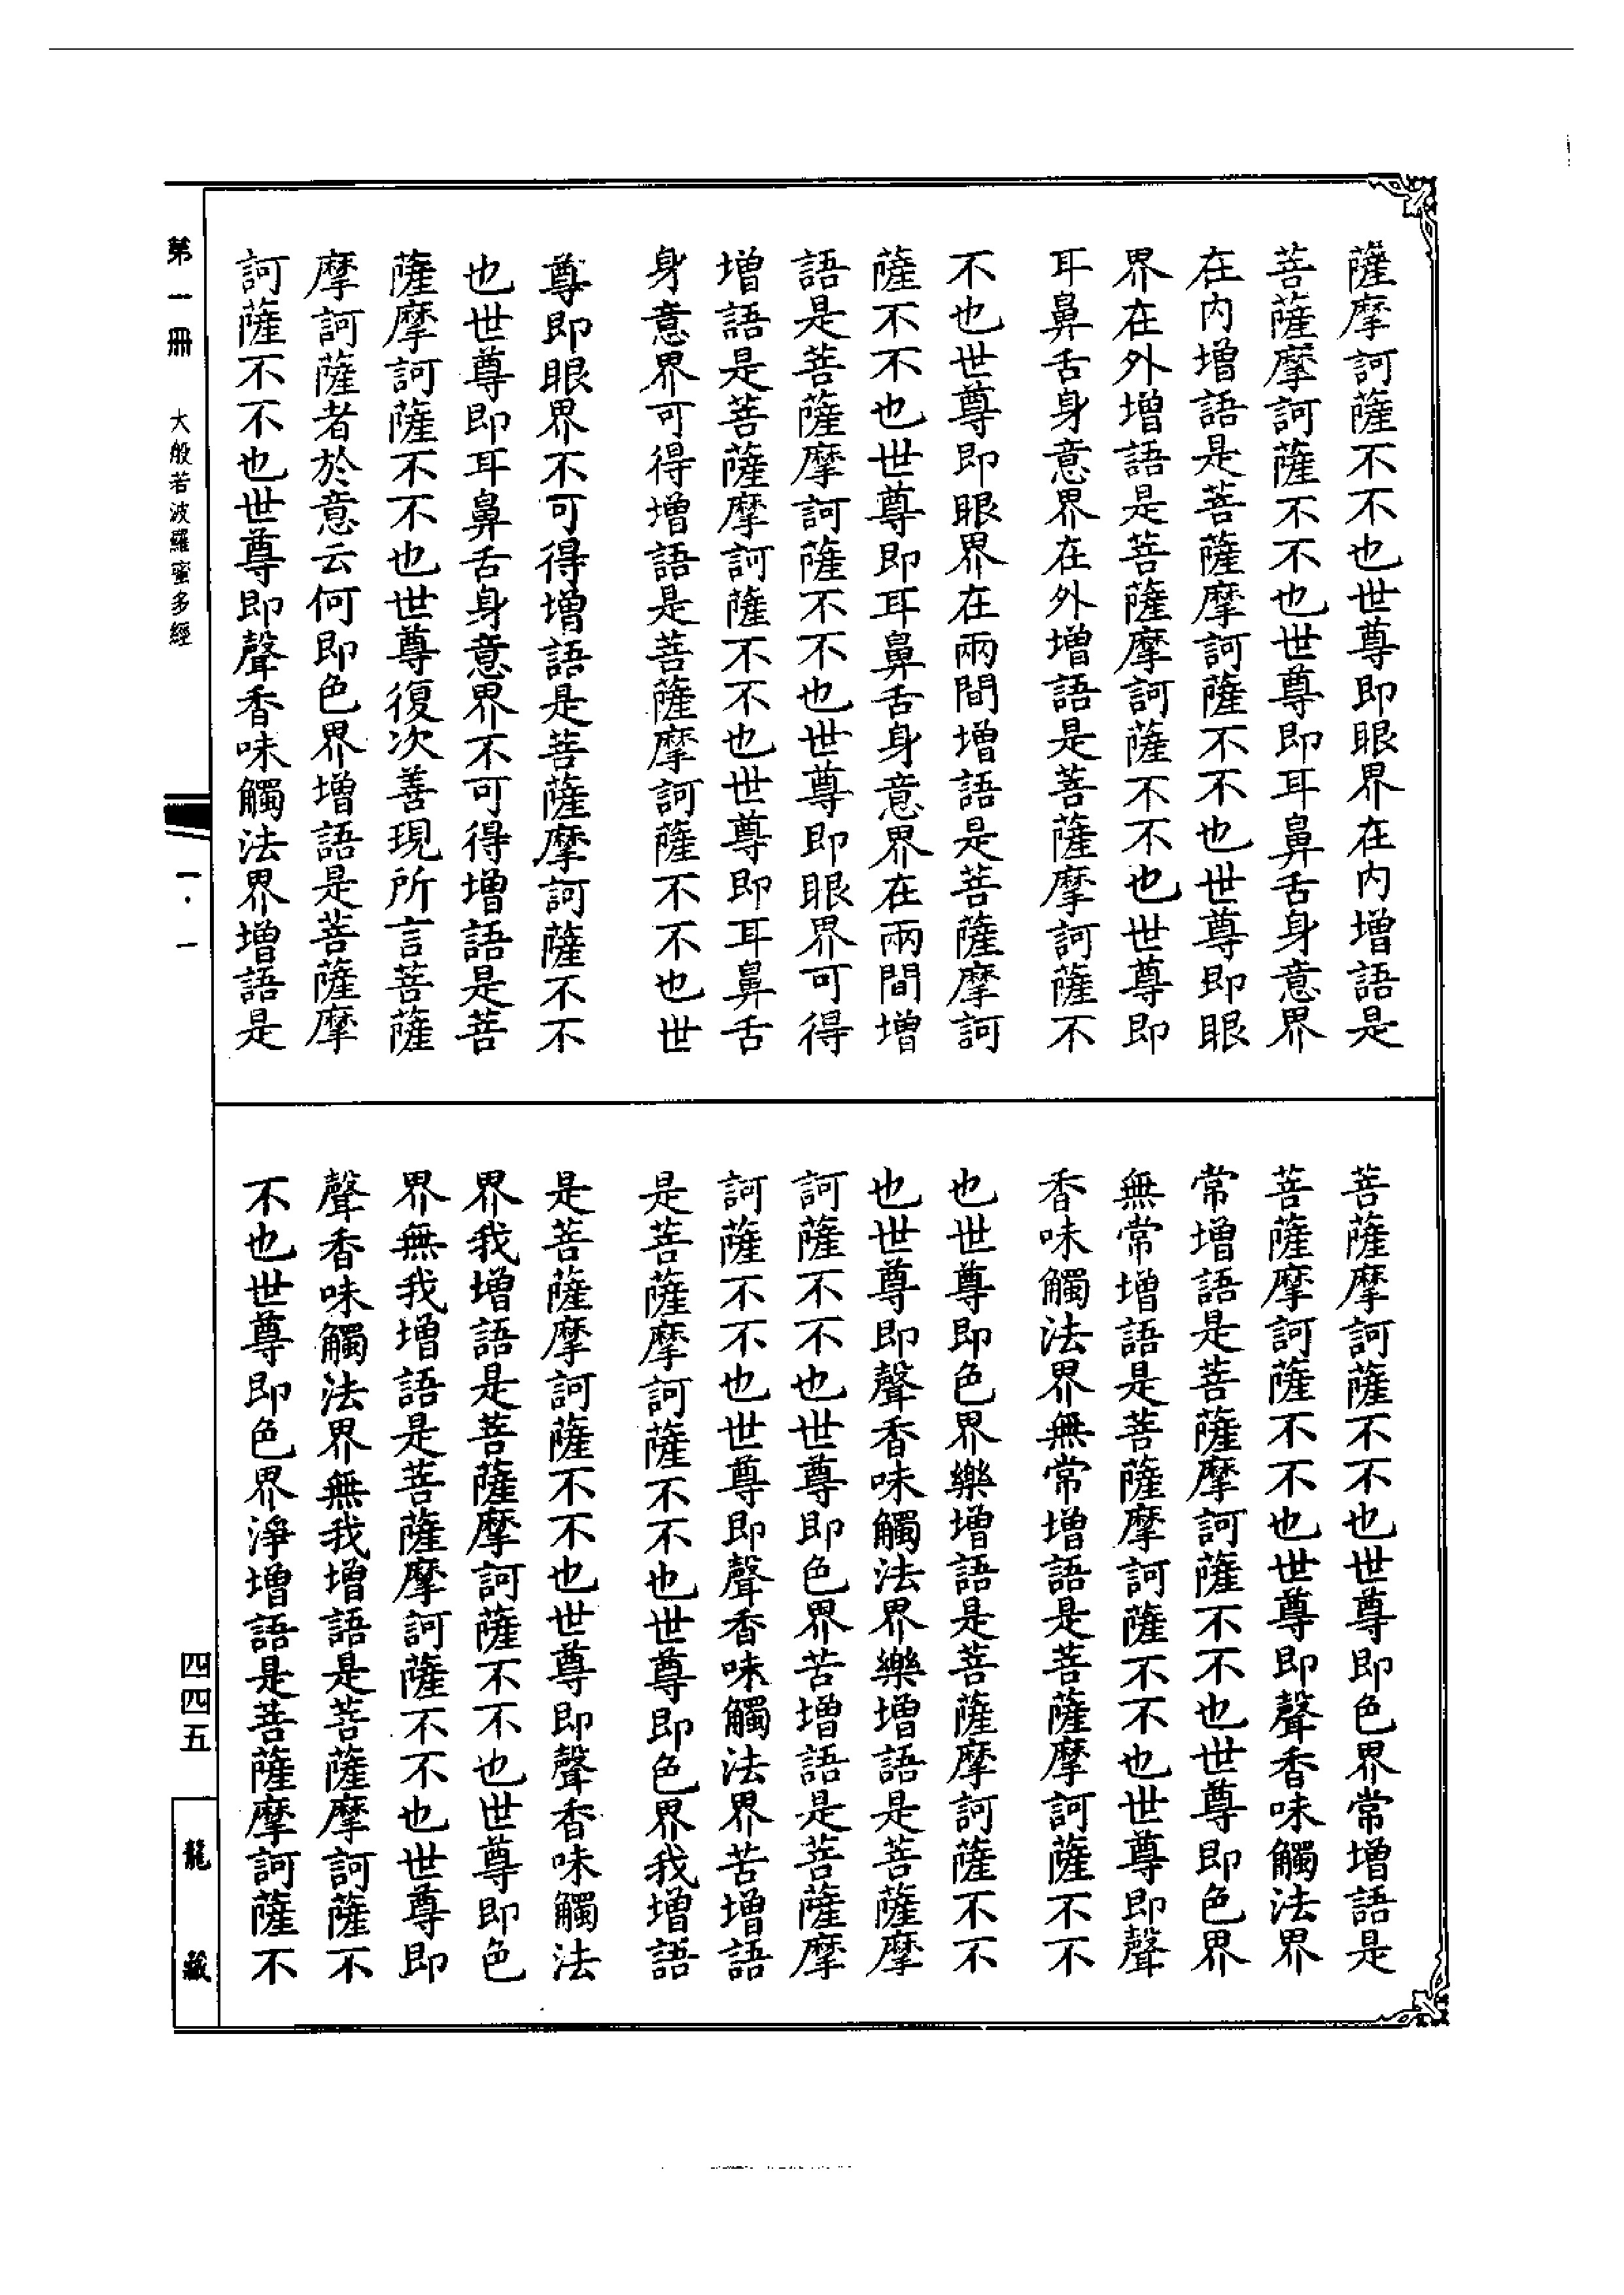 薩摩訶薩不不也世尊即眼界在內增語是
菩薩摩訶薩不不也世尊即耳鼻舌身意界
在內增語是菩薩摩訶薩不不也世尊即眼
界在外增語是菩薩摩訶薩不不也世尊即
耳鼻舌身意界在外增語是菩薩摩訶薩不
不也世尊即眼界在兩間增語是菩薩摩訶
薩不不也世尊即耳鼻舌身意界在兩間增
語是菩薩摩訶薩不不也世尊即眼界可得
增語是菩薩摩訶薩不不也世尊即耳鼻舌
身意界可得增語是菩薩摩訶薩不不也世
尊即眼界不可得增語是菩薩摩訶薩不不
也世尊即耳鼻舌身意界不可得增語是菩
薩摩訶薩不不也世尊復次善現所言菩薩
摩訶薩者於意云何即色界增語是菩薩摩
訶薩不不也世尊即聲香味觸法界增語是
菩薩摩訶薩不不也世尊即色界常增語是
菩薩摩訶薩不不也世尊即聲香味觸法界
常增語是菩薩摩訶薩不不也世尊即色界
無常增語是菩薩摩訶薩不不也世尊即聲
香味觸法界無常增語是菩薩摩訶薩不不
也世尊即色界樂增語是菩薩摩訶薩不不
也世尊即聲香味觸法界樂增語是菩薩摩
訶薩不不也世尊即色界苦增語是菩薩摩
訶薩不不也世尊即聲香味觸法界苦增語
是菩薩摩訶薩不不也世尊即色界我增語
是菩薩摩訶薩不不也世尊即聲香味觸法
界我增語是菩薩摩訶薩不不也世尊即色
界無我增語是菩薩摩訶薩不不也世尊即
聲香味觸法界無我增語是菩薩摩訶薩不
不也世尊即色界淨增語是菩薩摩訶薩不
第一冊 大般若波羅蜜多經 一·一 四四五 龍藏